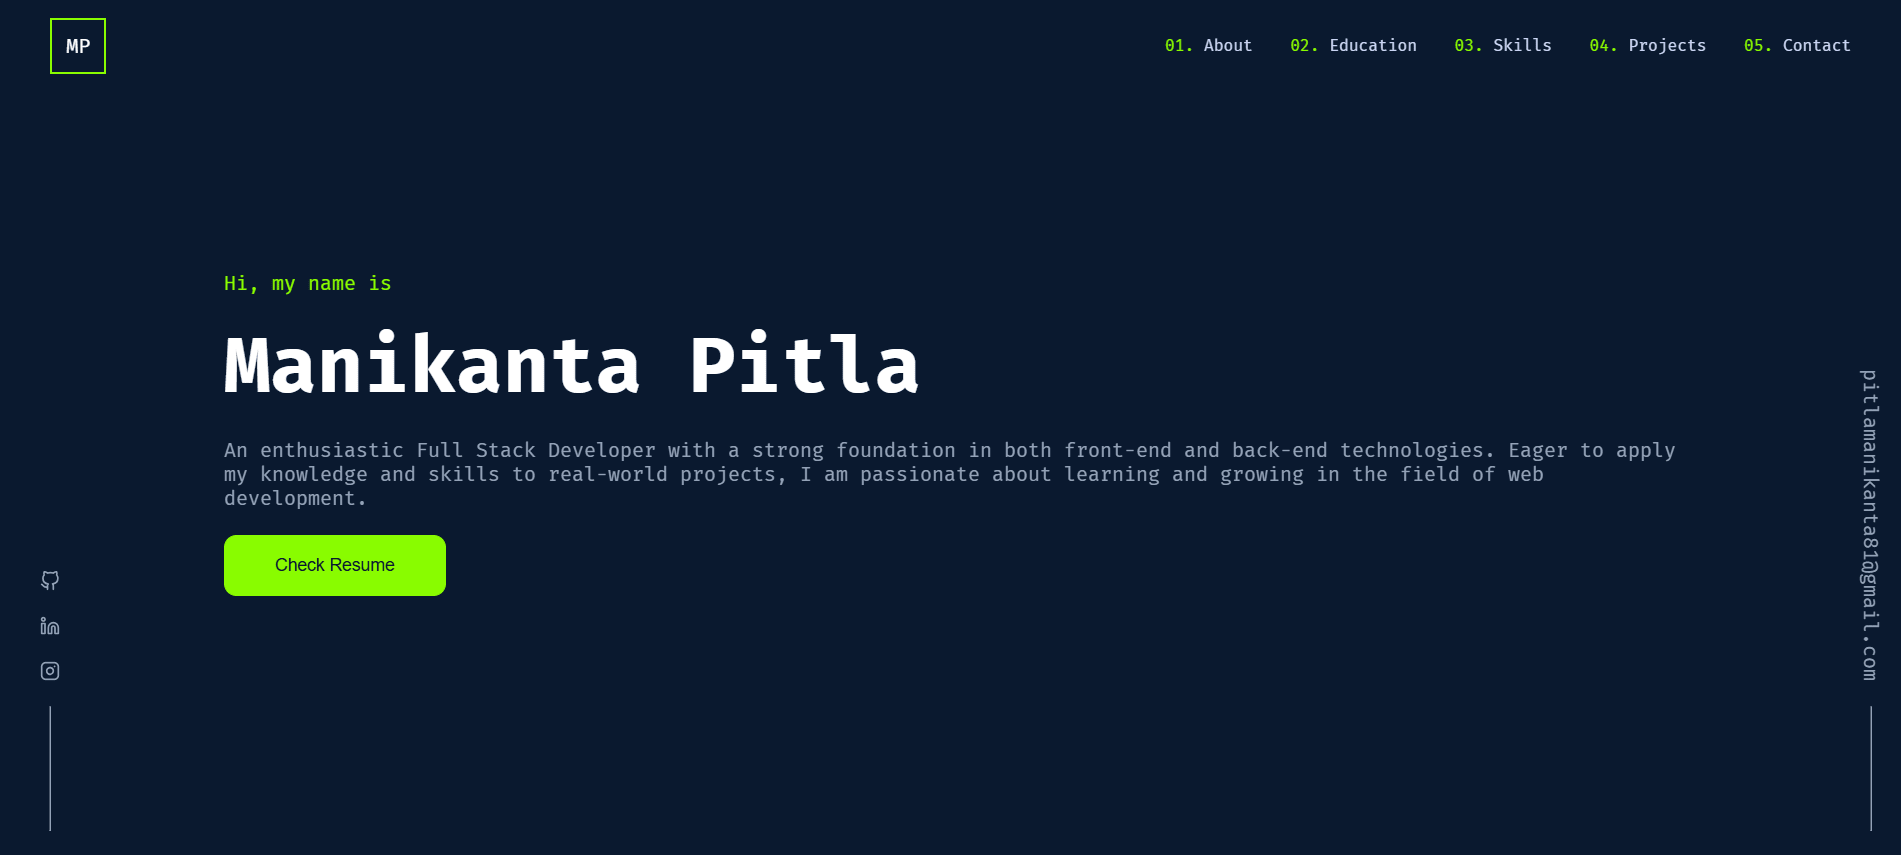 MP
01. About 02. Education 03. Skills 04. Projects 05. Contact
Hi, my name is
Manikanta Pitla
An enthusiastic Full Stack Developer with a strong foundation in both front-end and back-end technologies. Eager to apply
my knowledge and skills to real-world projects, I am passionate about learning and growing in the field of web
development.
Check Resume
pitlamanikanta81@gmail.com